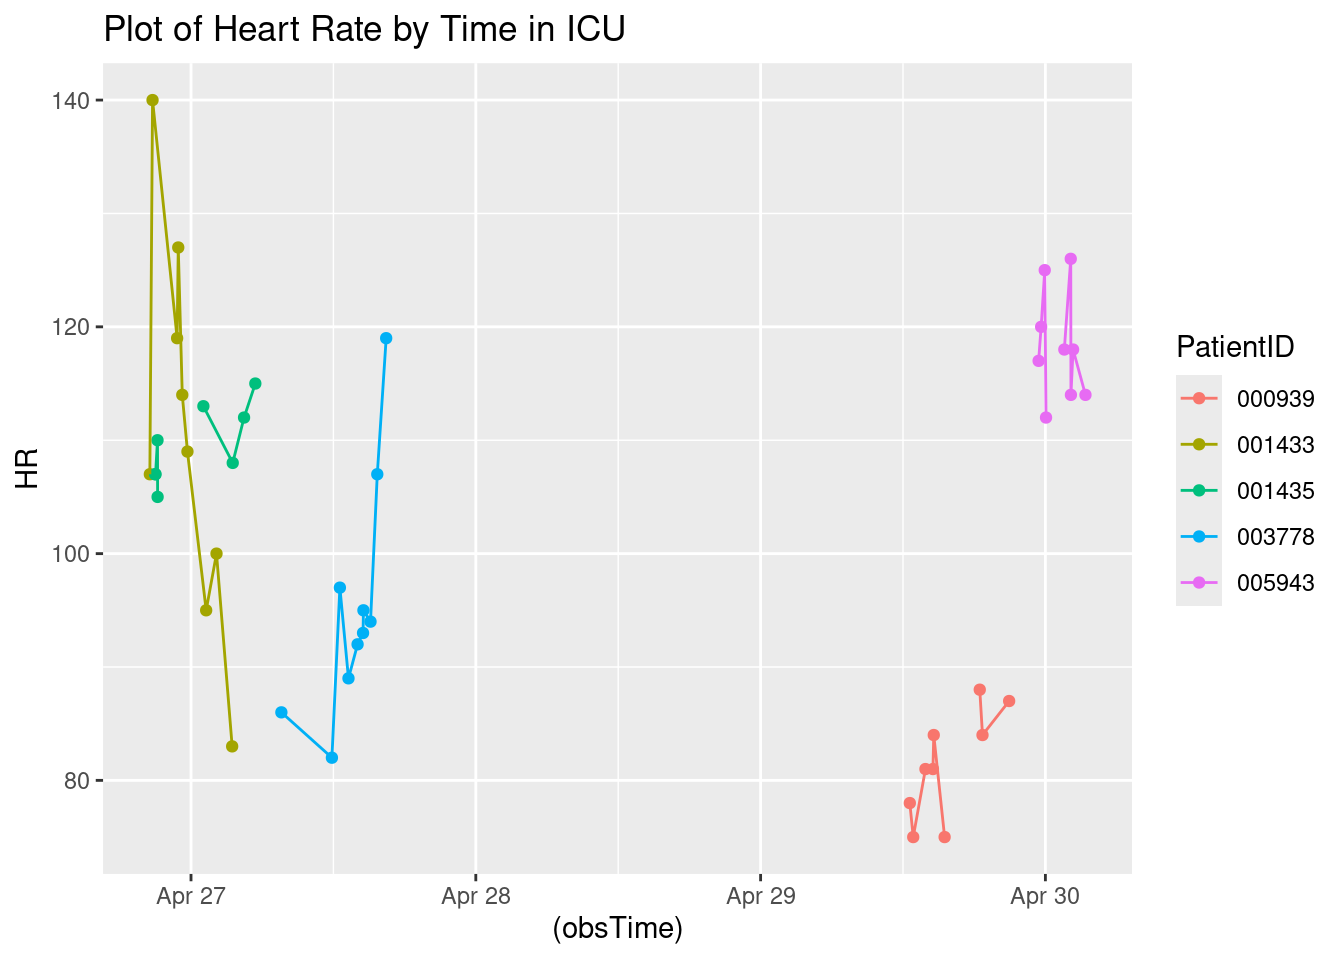 Plot of Heart Rate by Time in ICU
140
120
100
80
HR
Apr 27
Apr 28
Apr 29
Apr 30
(obsTime)
PatientID
000939
001433
001435
003778
005943